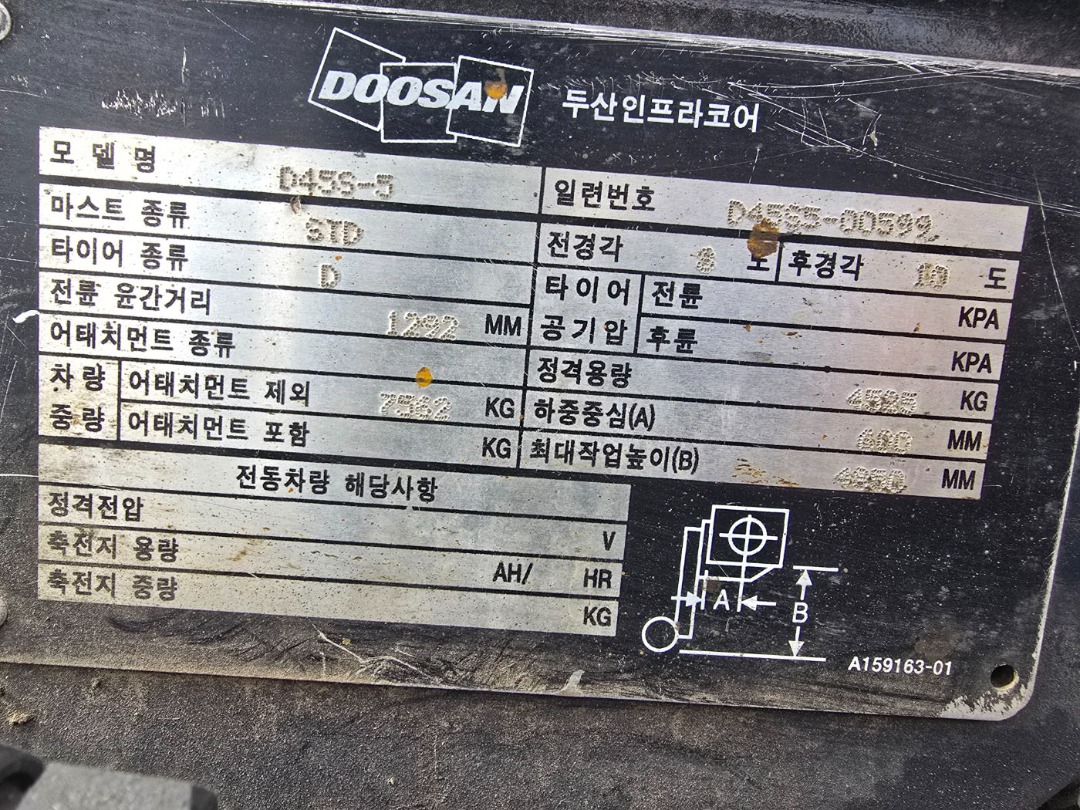 DOOSAN 두산인프라코어
모델명 D45S-5 일련번호 D45S5-00599
마스트 종류 STD 전경각 8 도 후경각 10 도
타이어 종류 D 타이어 공기압 전륜 KPA
전륜 윤간거리 1292 MM 후륜 KPA
어태치먼트 종류 정격용량 KG
차량 중량 어태치먼트 제외 7562 KG 하중중심(A) 600 MM
어태치먼트 포함 KG 최대작업높이(B) MM
전동차량 해당사항
정격전압 V
축전지 용량 AH/ HR
축전지 중량 KG
A
B
A159163-01